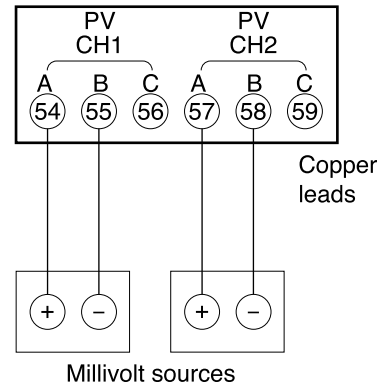 PV PV
CH1 CH2
A B C A B C
54 55 56 57 58 59
Copper
leads
+ − + −
Millivolt sources